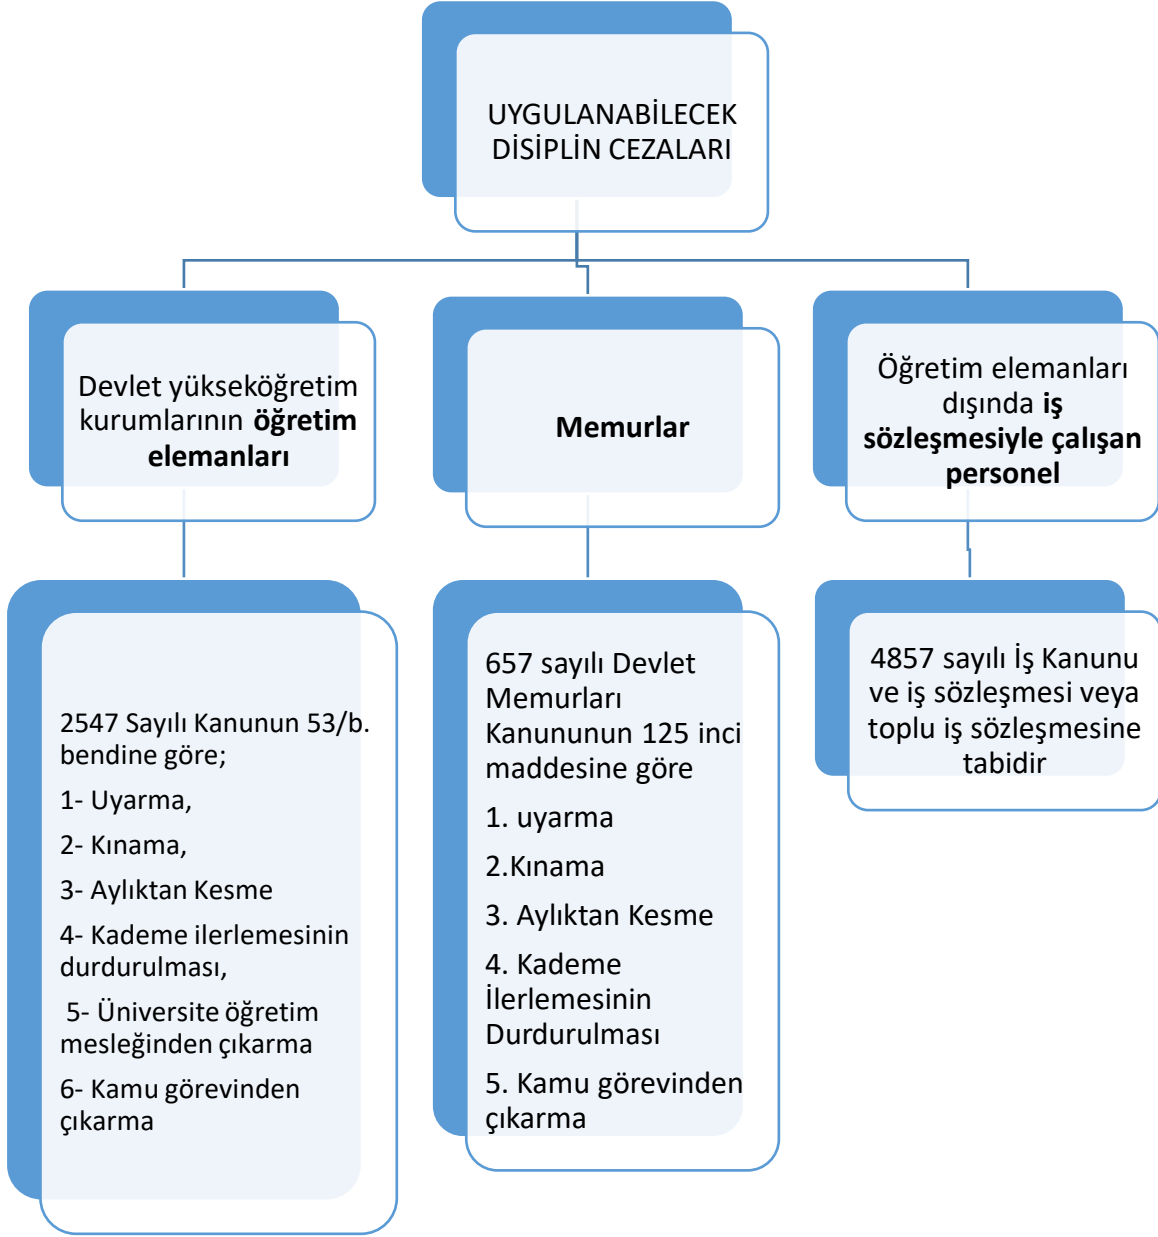 UYGULANABİLECEK
DİSİPLİN CEZALARI
Devlet yükseköğretim
kurumlarının öğretim
elemanları
Memurlar
Öğretim elemanları
dışında iş
sözleşmesiyle çalışan
personel
2547 Sayılı Kanunun 53/b.
bendine göre;
1- Uyarma,
2- Kınama,
3- Aylıktan Kesme
4- Kademe ilerlemesinin
durdurulması,
5- Üniversite öğretim
mesleğinden çıkarma
6- Kamu görevinden
çıkarma
657 sayılı Devlet
Memurları
Kanununun 125 inci
maddesine göre
1. uyarma
2.Kınama
3. Aylıktan Kesme
4. Kademe
İlerlemesinin
Durdurulması
5. Kamu görevinden
çıkarma
4857 sayılı İş Kanunu
ve iş sözleşmesi veya
toplu iş sözleşmesine
tabidir